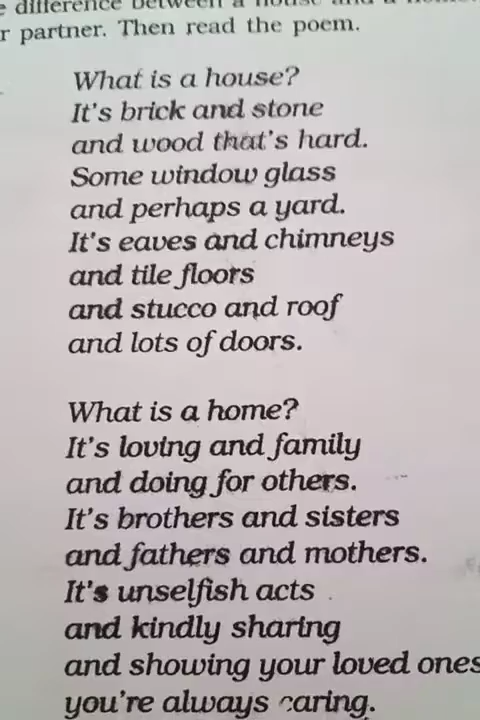 difference between a house and a home
r partner. Then read the poem.
What is a house?
It's brick and stone
and wood that's hard.
Some window glass
and perhaps a yard.
It's eaves and chimneys
and tile floors
and stucco and roof
and lots of doors.
What is a home?
It's loving and family
and doing for others.
It's brothers and sisters
and fathers and mothers.
It's unselfish acts
and kindly sharing
and showing your loved ones
you're always caring.